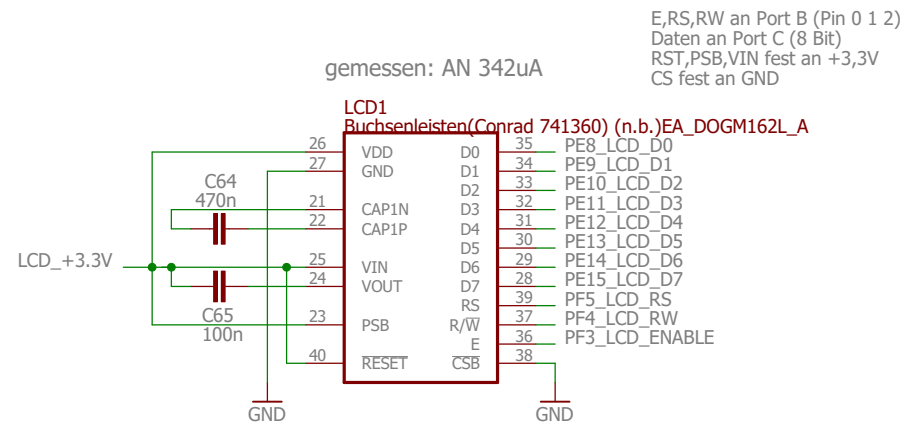 E,RS,RW an Port B (Pin 0 1 2)
Daten an Port C (8 Bit)
RST,PSB,VIN fest an +3,3V
CS fest an GND
gemessen: AN 342uA
LCD1
Buchsenleisten(Conrad 741360) (n.b.)EA_DOGM162L_A
26 VDD D0 35 PE8_LCD_D0
27 GND D1 34 PE9_LCD_D1
D2 33 PE10_LCD_D2
C64
470n
21 CAP1N D3 32 PE11_LCD_D3
22 CAP1P D4 31 PE12_LCD_D4
D5 30 PE13_LCD_D5
LCD_+3.3V
25 VIN D6 29 PE14_LCD_D6
24 VOUT D7 28 PE15_LCD_D7
C65
100n
RS 39 PF5_LCD_RS
23 PSB R/W 37 PF4_LCD_RW
E 36 PF3_LCD_ENABLE
40 RESET CSB 38
GND
GND